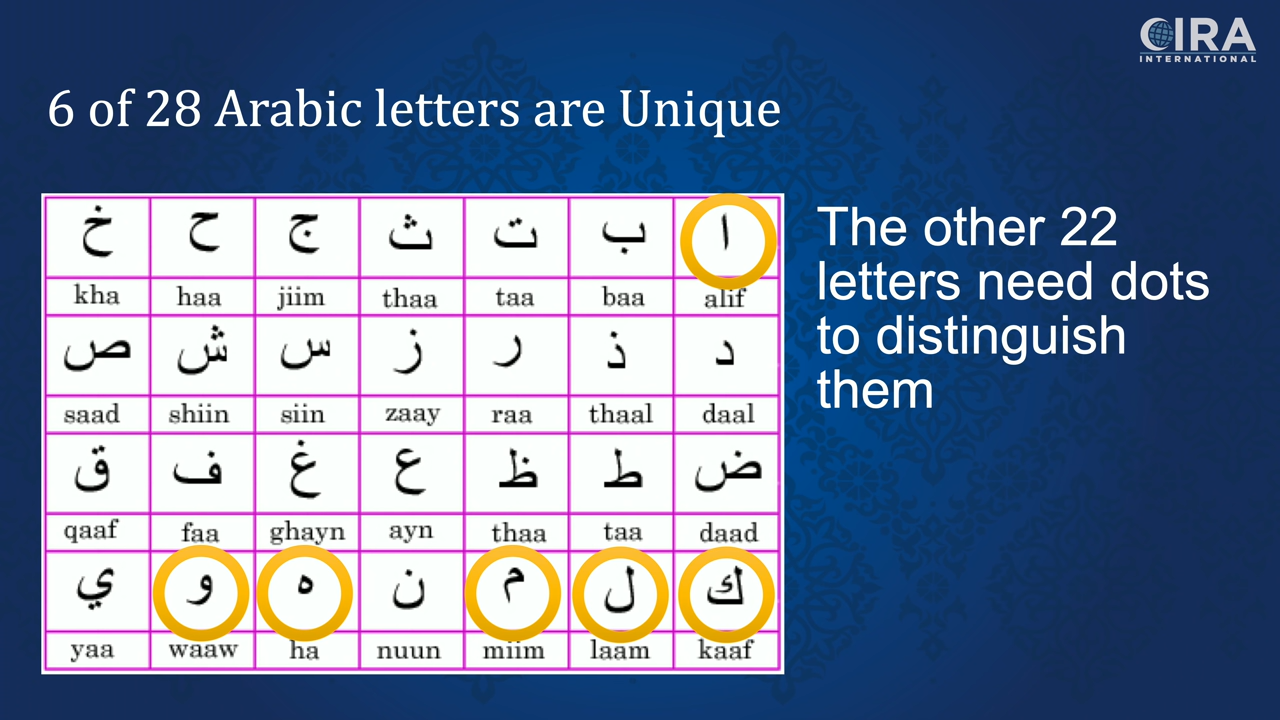 CIRA
INTERNATIONAL
6 of 28 Arabic letters are Unique
خ ح ج ث ت ب ا
kha haa jiim thaa taa baa alif
ص ش س ز ر ذ د
saad shiin siin zaay raa thaal daal
ق ف غ ع ظ ط ض
qaaf faa ghayn ayn thaa taa daad
ي و ه ن م ل ك
yaa waaw ha nuun miim laam kaaf
The other 22
letters need dots
to distinguish
them